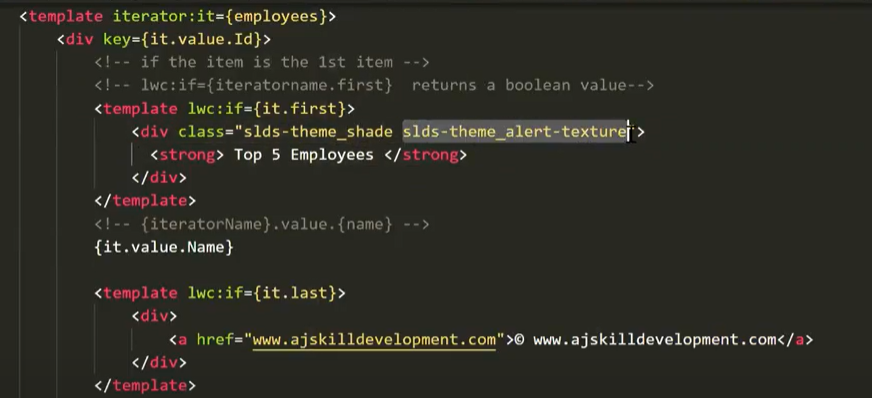 <template iterator:it={employees}>
<div key={it.value.Id}>
<!-- if the item is the 1st item -->
<!-- lwc:if={iteratorname.first}  returns a boolean value-->
<template lwc:if={it.first}>
<div class="slds-theme_shade slds-theme_alert-texture">
<strong> Top 5 Employees </strong>
</div>
</template>
<!-- {iteratorName}.value.{name} -->
{it.value.Name}
<template lwc:if={it.last}>
<div>
<a href="www.ajskilldevelopment.com">© www.ajskilldevelopment.com</a>
</div>
</template>